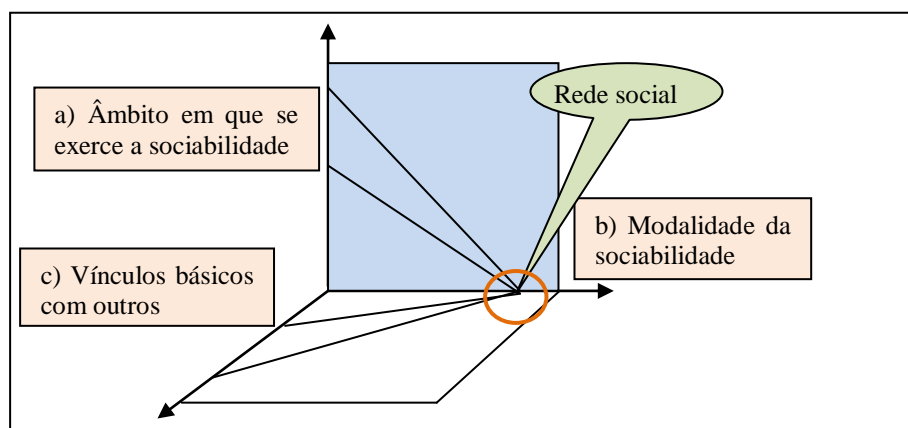 a) Âmbito em que se
exerce a sociabilidade
Rede social
b) Modalidade da
sociabilidade
c) Vínculos básicos
com outros